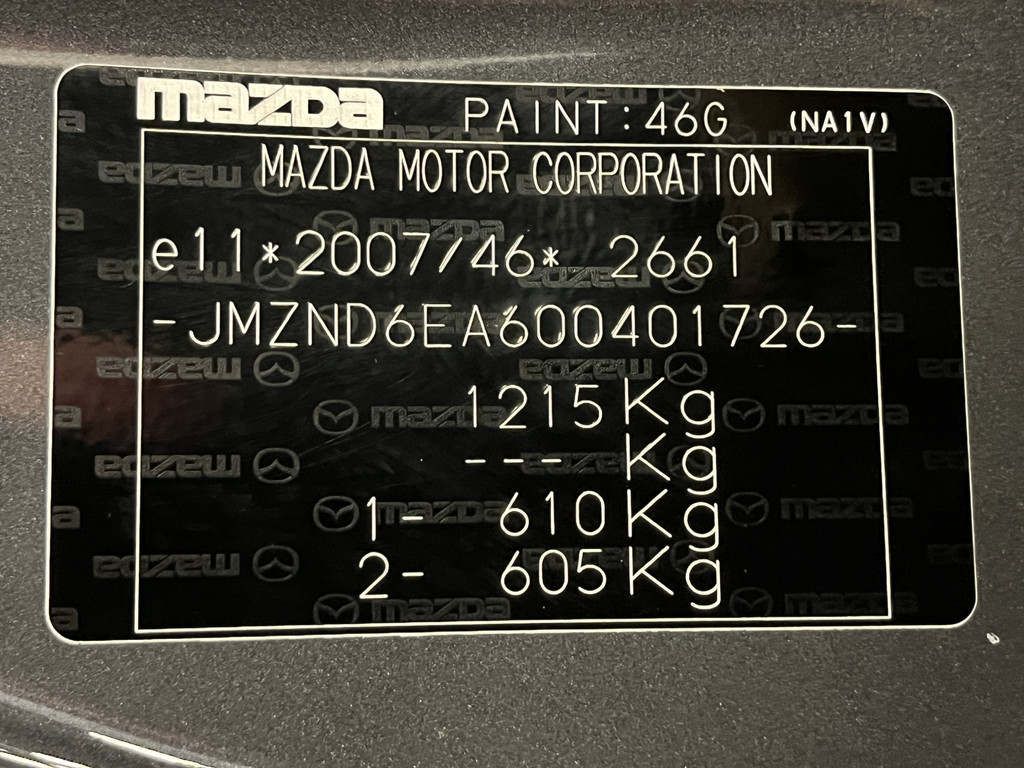 mazda PAINT:46G (NA1V)
MAZDA MOTOR CORPORATION
e11*2007/46* 2661
-JMZND6EA600401726-
1215Kg
--- Kg
1- 610Kg
2- 605Kg